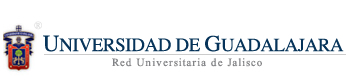 UNIVERSIDAD DE GUADALAJARA
Red Universitaria de Jalisco